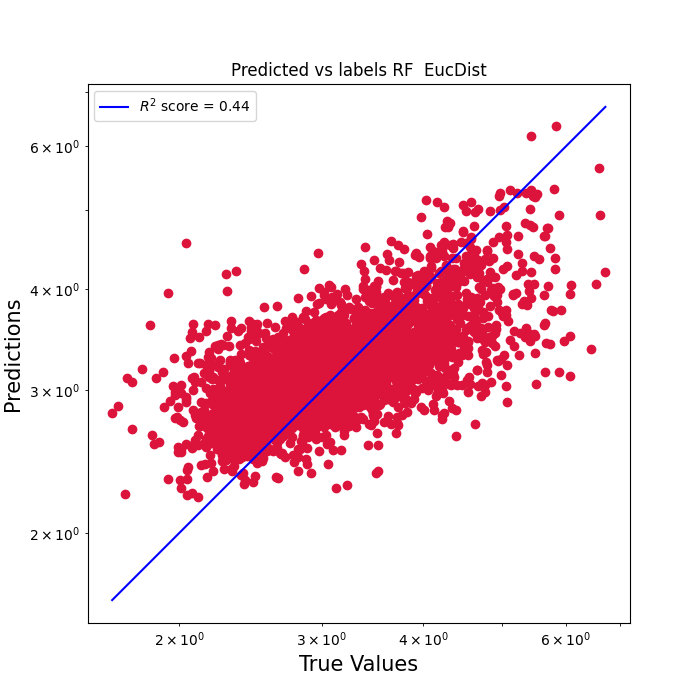 Predicted vs labels RF  EucDist
R² score = 0.44
6 × 10⁰
4 × 10⁰
3 × 10⁰
2 × 10⁰
Predictions
2 × 10⁰
3 × 10⁰
4 × 10⁰
6 × 10⁰
True Values